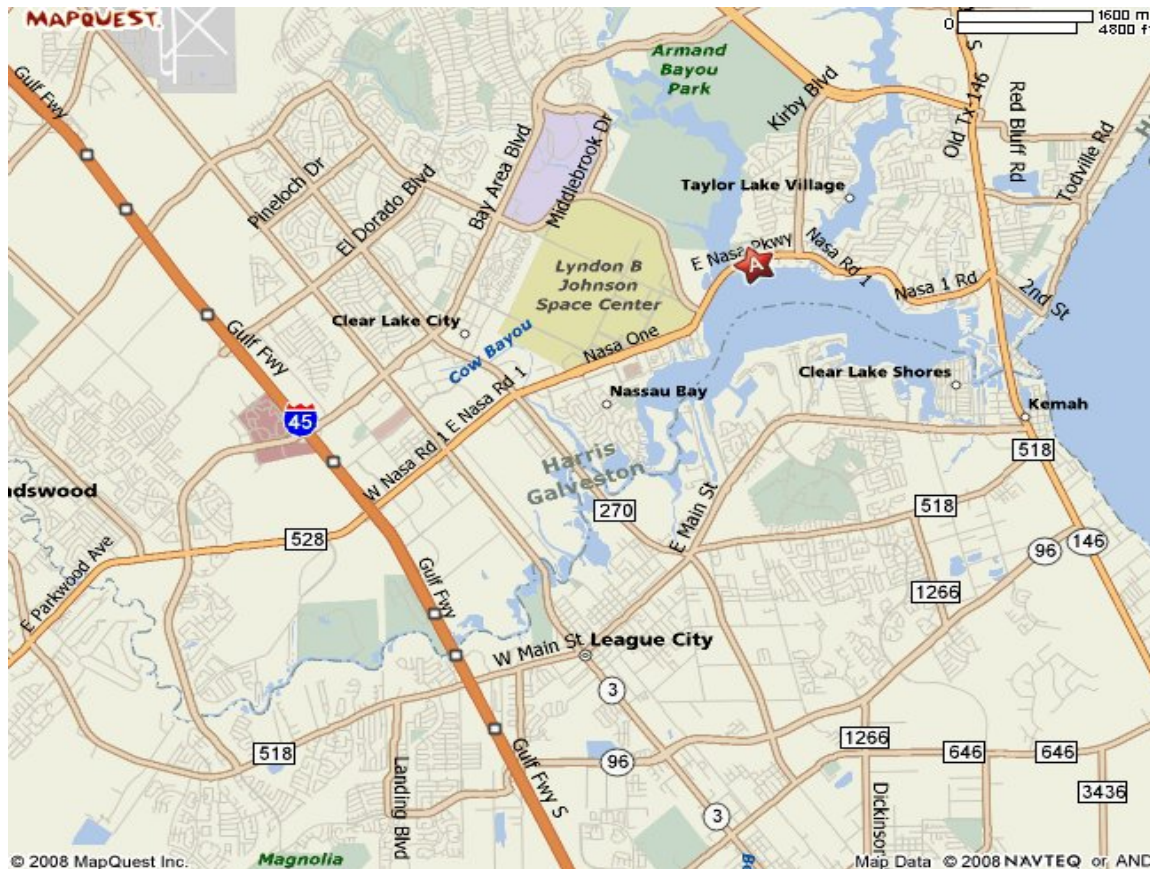 MAPQUEST.
0
1600 m
4800 ft
Armand
Bayou
Park
S
Gulf Fwy
Kirby Blvd
Old Tx 146
Red Bluff Rd
Todville Rd
Bay Area Blvd
Middlebrook Dr
Pineloch Dr
El Dorado Blvd
Taylor Lake Village
E Nasa Pkwy
A
Nasa Rd 1
Nasa 1 Rd
2nd St
Lyndon B
Johnson
Space Center
Clear Lake City
Cow Bayou
Gulf Fwy
Nasa One
Nassau Bay
Clear Lake Shores
Kemah
45
W Nasa Rd 1
E Nasa Rd 1
Harris
Galveston
518
adswood
270
E Main St
518
528
96
146
E Parkwood Ave
Gulf Fwy
1266
W Main St
League City
3
518
Landing Blvd
Gulf Fwy S
96
1266
646
646
3
Dickinson
3436
Magnolia
© 2008 MapQuest Inc.
Map Data © 2008 NAVTEQ or AND